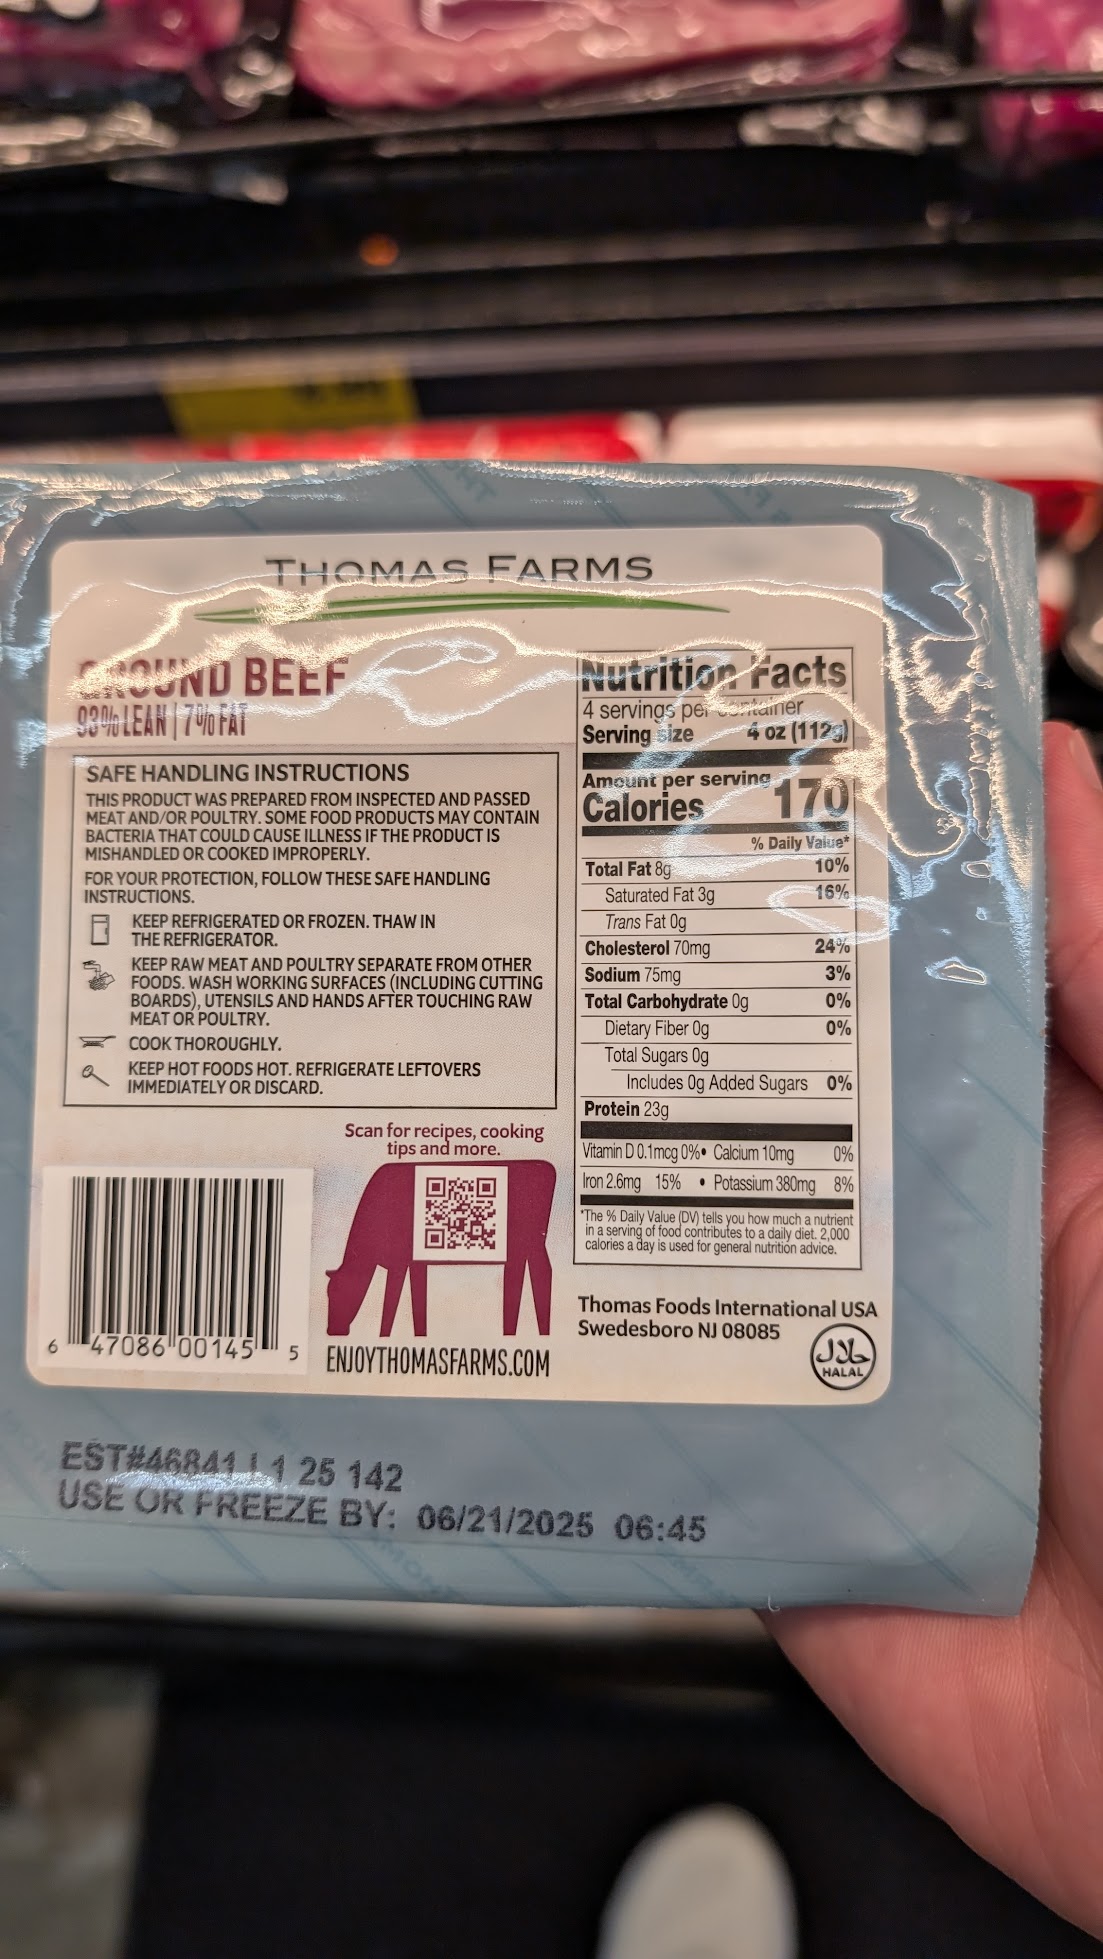 THOMAS FARMS
GROUND BEEF
93% LEAN | 7% FAT
SAFE HANDLING INSTRUCTIONS
THIS PRODUCT WAS PREPARED FROM INSPECTED AND PASSED
MEAT AND/OR POULTRY. SOME FOOD PRODUCTS MAY CONTAIN
BACTERIA THAT COULD CAUSE ILLNESS IF THE PRODUCT IS
MISHANDLED OR COOKED IMPROPERLY.
FOR YOUR PROTECTION, FOLLOW THESE SAFE HANDLING
INSTRUCTIONS.
KEEP REFRIGERATED OR FROZEN. THAW IN
THE REFRIGERATOR.
KEEP RAW MEAT AND POULTRY SEPARATE FROM OTHER
FOODS. WASH WORKING SURFACES (INCLUDING CUTTING
BOARDS), UTENSILS AND HANDS AFTER TOUCHING RAW
MEAT OR POULTRY.
COOK THOROUGHLY.
KEEP HOT FOODS HOT. REFRIGERATE LEFTOVERS
IMMEDIATELY OR DISCARD.
Scan for recipes, cooking
tips and more.
6 47086 00145 5
ENJOYTHOMASFARMS.COM
Nutrition Facts
4 servings per container
Serving size 4 oz (112g)
Amount per serving
Calories 170
% Daily Value*
Total Fat 8g 10%
Saturated Fat 3g 16%
Trans Fat 0g
Cholesterol 70mg 24%
Sodium 75mg 3%
Total Carbohydrate 0g 0%
Dietary Fiber 0g 0%
Total Sugars 0g
Includes 0g Added Sugars 0%
Protein 23g
Vitamin D 0.1mcg 0% • Calcium 10mg 0%
Iron 2.6mg 15% • Potassium 380mg 8%
*The % Daily Value (DV) tells you how much a nutrient
in a serving of food contributes to a daily diet. 2,000
calories a day is used for general nutrition advice.
Thomas Foods International USA
Swedesboro NJ 08085
حلال
HALAL
EST#46841 L1 25 142
USE OR FREEZE BY: 06/21/2025 06:45